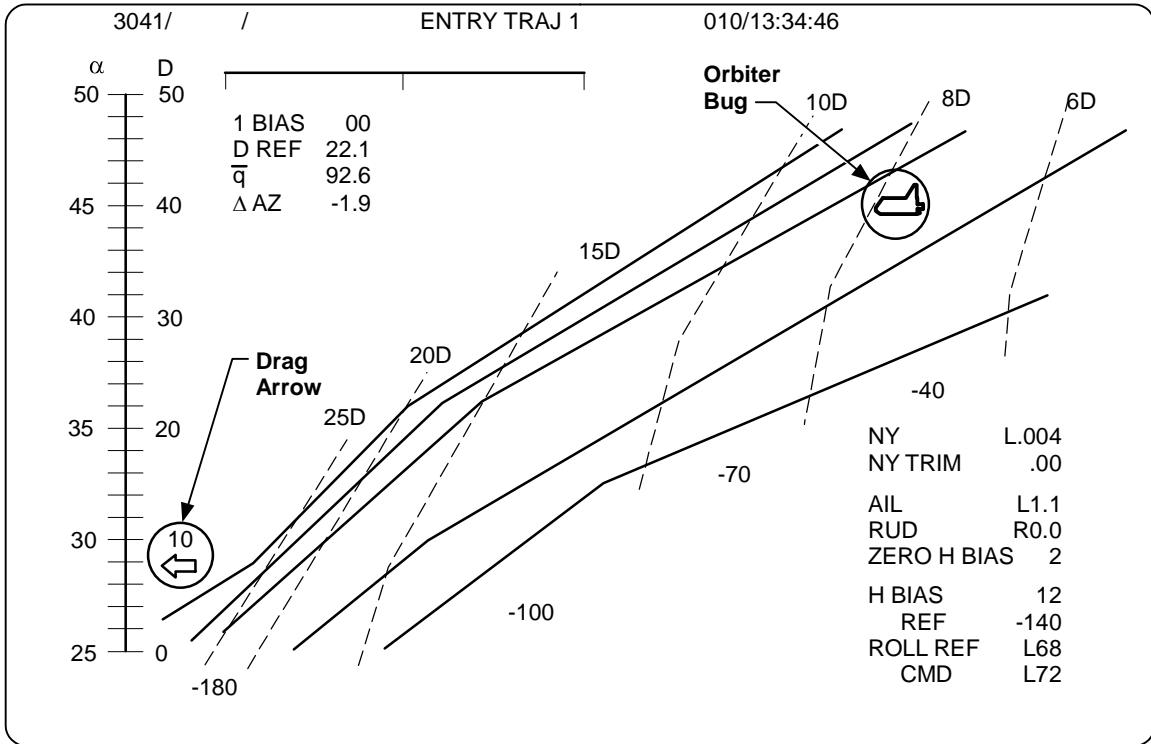 3041/ / ENTRY TRAJ 1 010/13:34:46
α D
50 50
45 40
40 30
35 20
30 10
25 0
1 BIAS 00
D REF 22.1
q̅ 92.6
Δ AZ -1.9
Orbiter
Bug
10D
8D
6D
15D
20D
25D
Drag
Arrow
-40
-70
-100
-180
NY L.004
NY TRIM .00
AIL L1.1
RUD R0.0
ZERO H BIAS 2
H BIAS 12
REF -140
ROLL REF L68
CMD L72